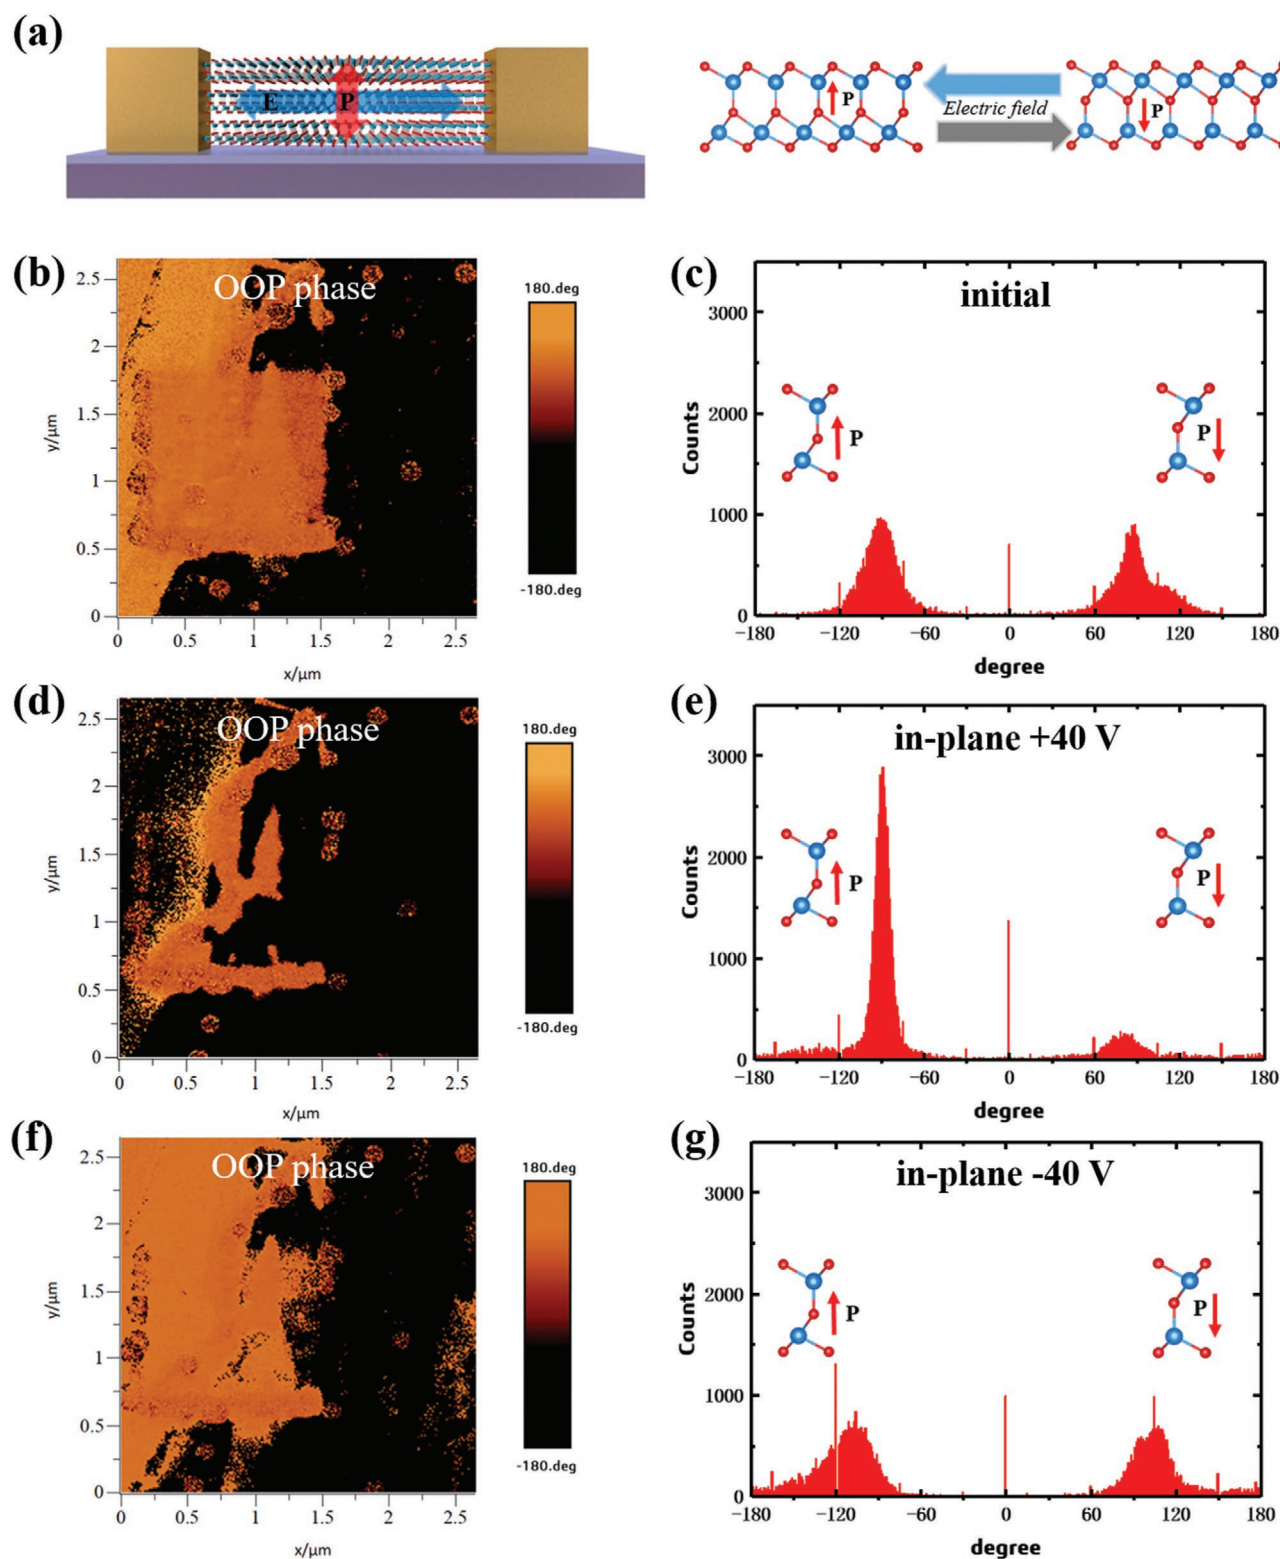 (a)
E
P
P
Electric field
P
(b)
OOP phase
y/μm
2.5
2
1.5
1
0.5
0
0
0.5
1
1.5
2
2.5
x/μm
180.deg
-180.deg
(c)
initial
Counts
3000
2000
1000
0
P
P
-180
-120
-60
0
60
120
180
degree
(d)
OOP phase
y/μm
2.5
2
1.5
1
0.5
0
0
0.5
1
1.5
2
2.5
x/μm
180.deg
-180.deg
(e)
in-plane +40 V
Counts
3000
2000
1000
0
P
P
-180
-120
-60
0
60
120
180
degree
(f)
OOP phase
y/μm
2.5
2
1.5
1
0.5
0
0
0.5
1
1.5
2
2.5
x/μm
180.deg
-180.deg
(g)
in-plane -40 V
Counts
3000
2000
1000
0
P
P
-180
-120
-60
0
60
120
180
degree